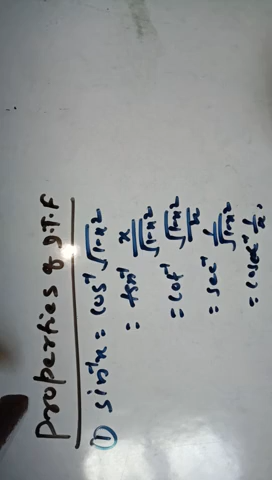 Properties of I.T.F
① sin⁻¹x = cos⁻¹ √(1-x²)
= tan⁻¹ x/√(1-x²)
= cot⁻¹ √(1-x²)/x
= sec⁻¹ 1/√(1-x²)
= cosec⁻¹ 1/x.